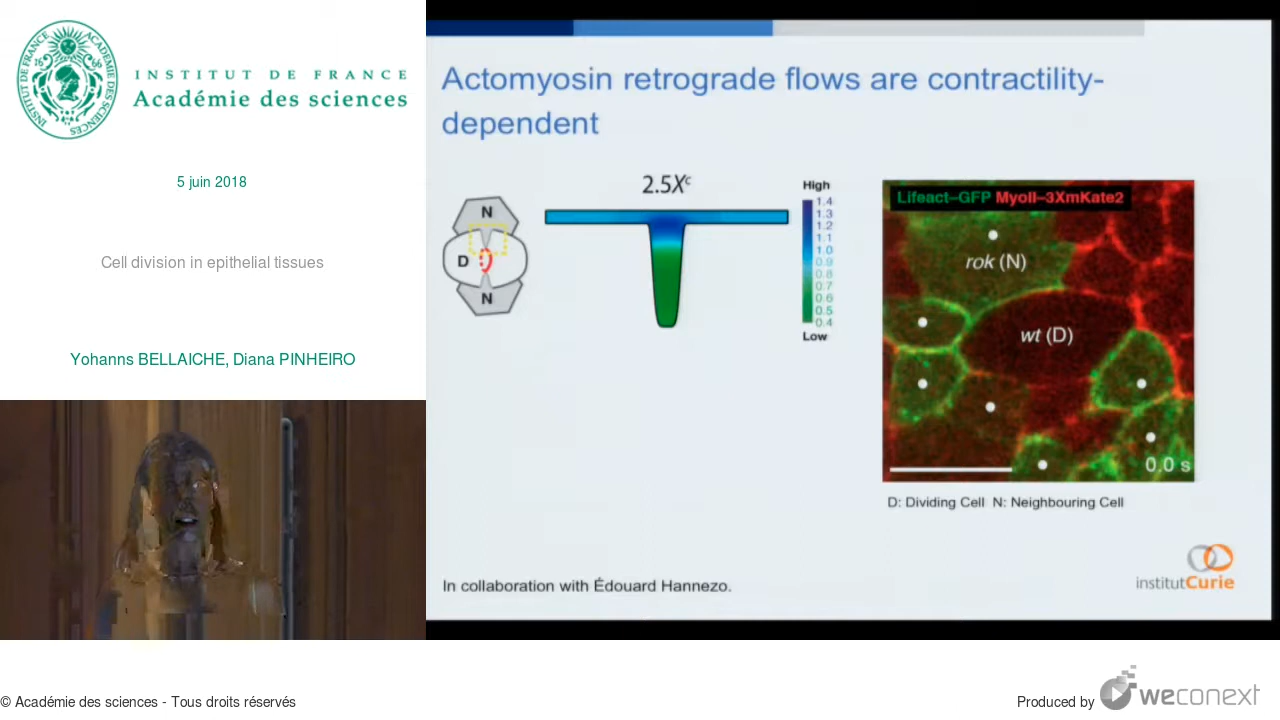 INSTITUT DE FRANCE
Académie des sciences
5 juin 2018
Cell division in epithelial tissues
Yohanns BELLAICHE, Diana PINHEIRO
Actomyosin retrograde flows are contractility-
dependent
2.5Xᶜ
N
D
N
High
1.4
1.3
1.2
1.1
1.0
0.9
0.8
0.7
0.6
0.5
0.4
Low
Lifeact–GFP MyoII–3XmKate2
rok (N)
wt (D)
0.0 s
D: Dividing Cell N: Neighbouring Cell
In collaboration with Édouard Hannezo.
institutCurie
© Académie des sciences - Tous droits réservés
Produced by weconext